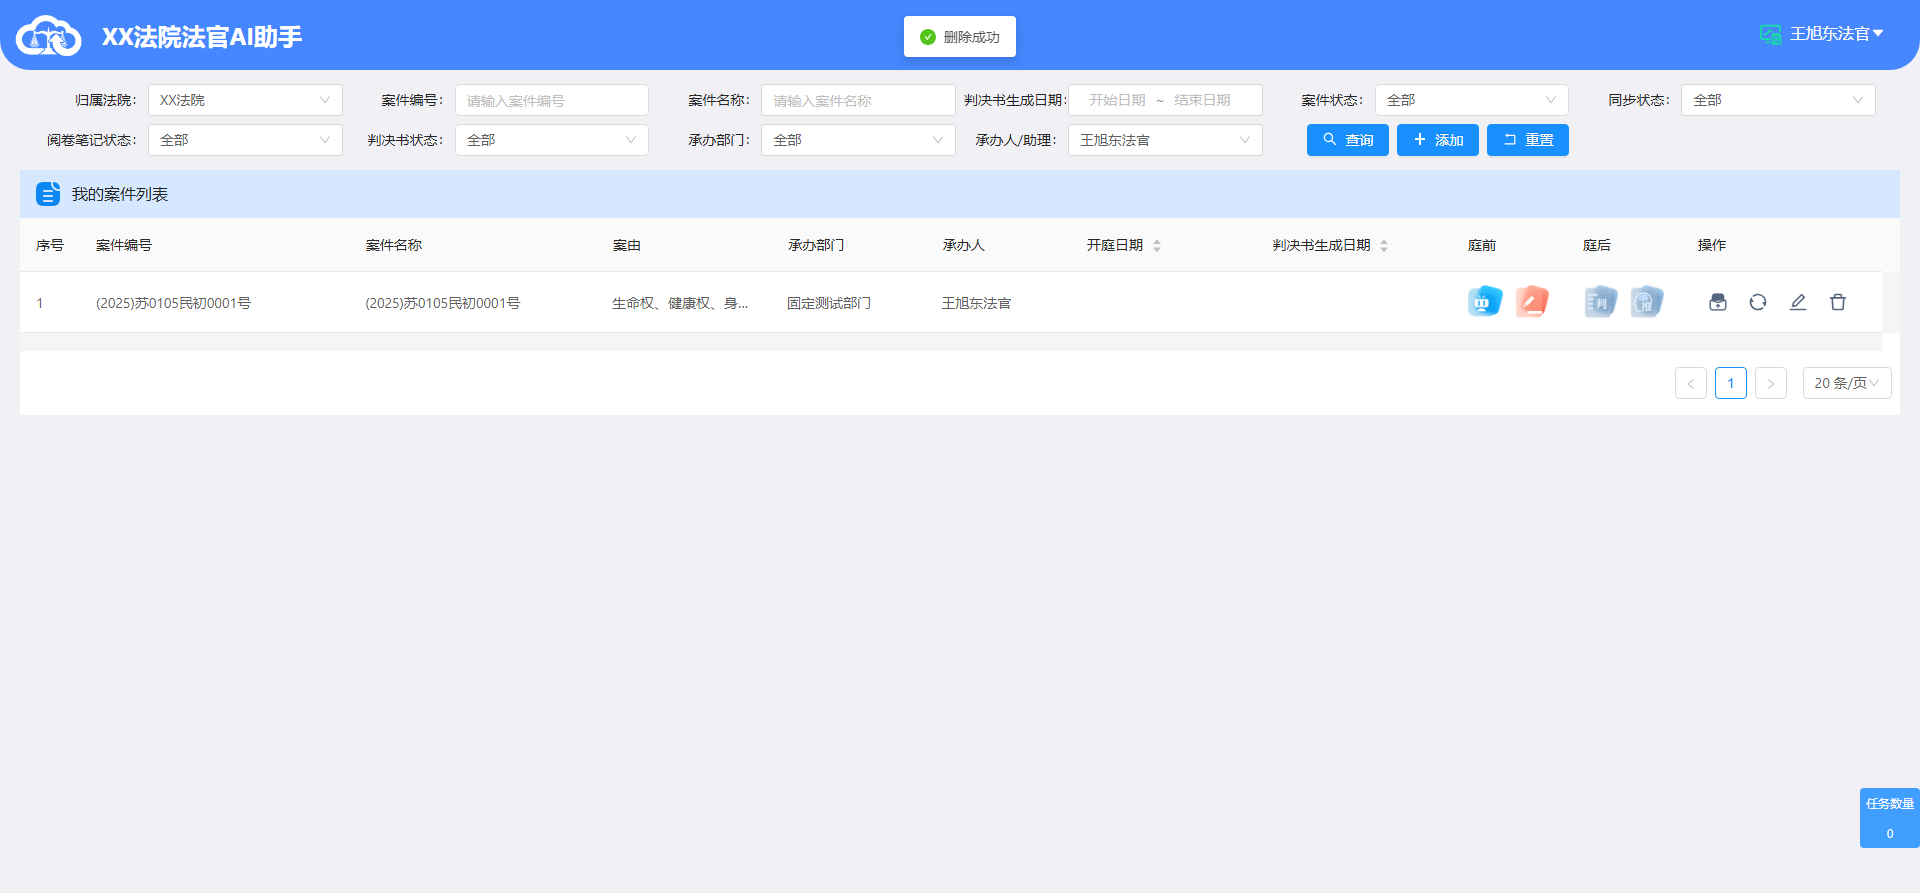 XX法院法官AI助手
删除成功
王旭东法官
归属法院: XX法院
案件编号: 请输入案件编号
案件名称: 请输入案件名称
判决书生成日期: 开始日期 ~ 结束日期
案件状态: 全部
同步状态: 全部
阅卷笔记状态: 全部
判决书状态: 全部
承办部门: 全部
承办人/助理: 王旭东法官
查询 添加 重置
我的案件列表
序号 案件编号 案件名称 案由 承办部门 承办人 开庭日期 判决书生成日期 庭前 庭后 操作
1 (2025)苏0105民初0001号 (2025)苏0105民初0001号 生命权、健康权、身... 固定测试部门 王旭东法官 判 推
< 1 > 20 条/页
任务数量
0